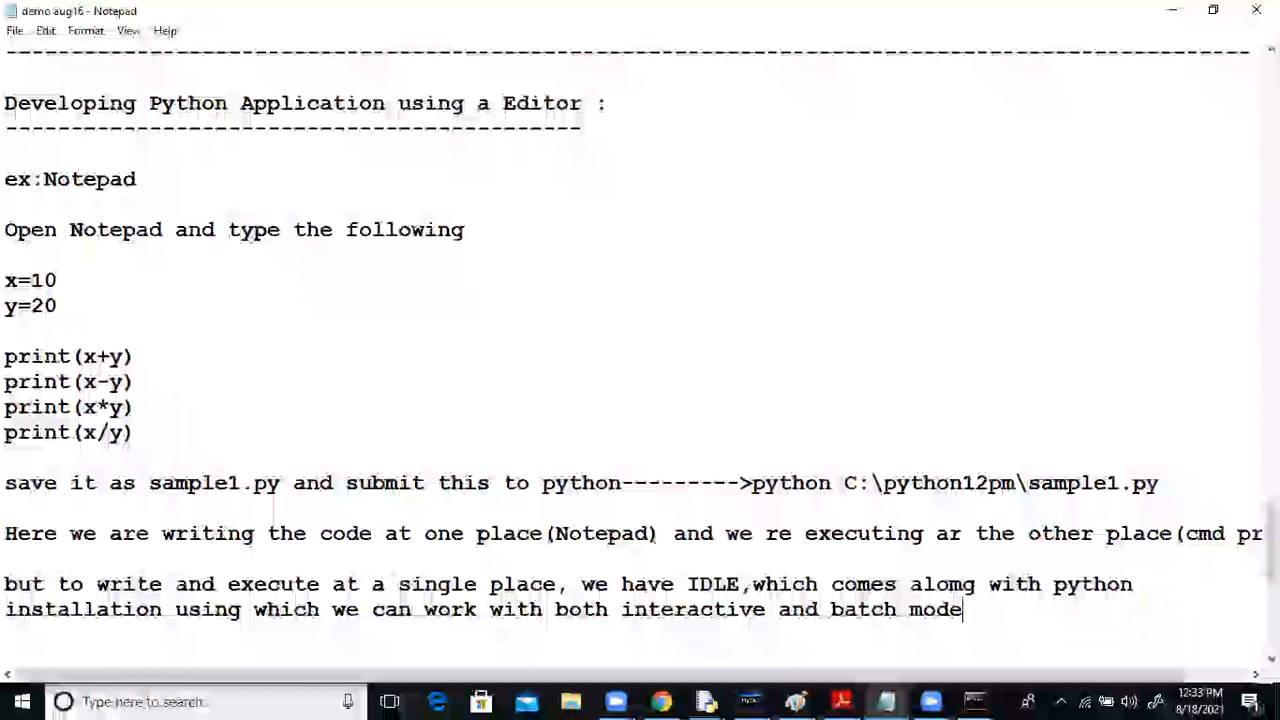 demo aug16 - Notepad
File Edit Format View Help
-----------------------------------------------------------------------------------------------
Developing Python Application using a Editor :
--------------------------------------------
ex:Notepad
Open Notepad and type the following
x=10
y=20
print(x+y)
print(x-y)
print(x*y)
print(x/y)
save it as sample1.py and submit this to python--------->python C:\python12pm\sample1.py
Here we are writing the code at one place(Notepad) and we re executing ar the other place(cmd pr
but to write and execute at a single place, we have IDLE,which comes along with python
installation using which we can work with both interactive and batch mode
Type here to search
12:33 PM
8/18/2021